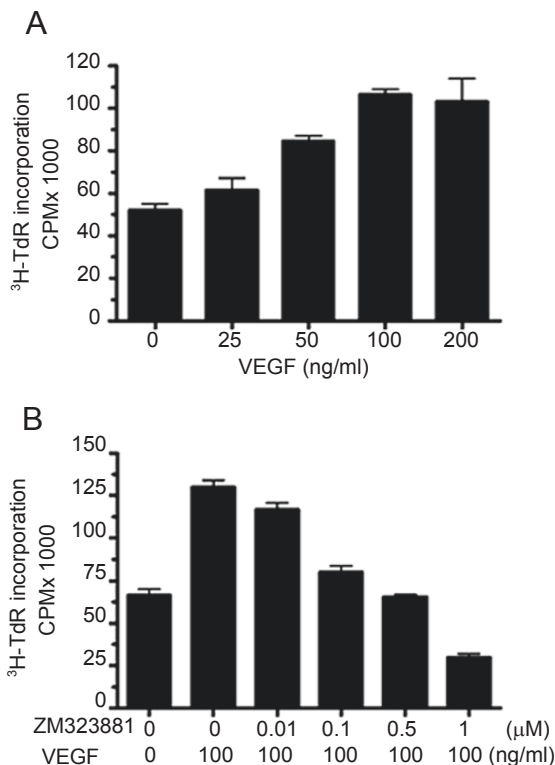 A
³H-TdR incorporation
CPMx 1000
120
100
80
60
40
20
0
0 25 50 100 200
VEGF (ng/ml)
B
³H-TdR incorporation
CPMx 1000
150
125
100
75
50
25
0
ZM323881 0 0 0.01 0.1 0.5 1 (μM)
VEGF 0 100 100 100 100 100 (ng/ml)